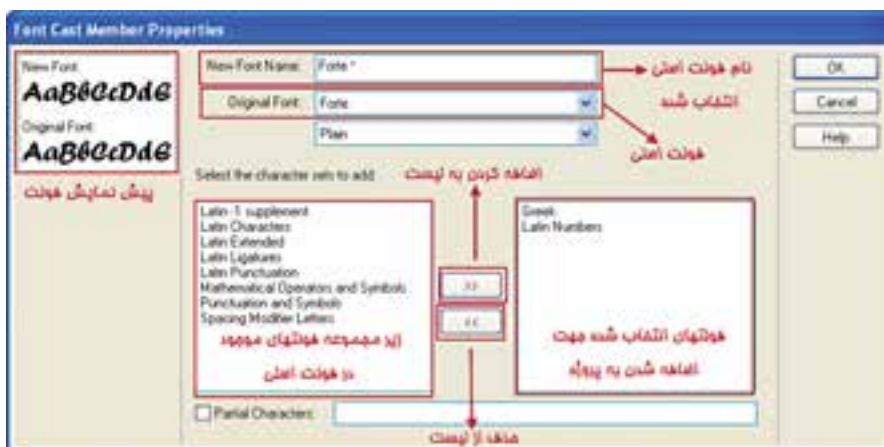 Font Cast Member Properties
New Font:
AaBbCcDdE
Original Font:
AaBbCcDdE
پیش نمایش فونت
New Font Name: Forte *
Original Font: Forte
Plain
نام فونت اصلی
انتخاب شده
فونت اصلی
OK
Cancel
Help
Select the character sets to add
اضافه کردن به لیست
Latin -1 supplement
Latin Characters
Latin Extended
Latin Ligatures
Latin Punctuation
Mathematical Operators and Symbols
Punctuation and Symbols
Spacing Modifier Letters
زیر مجموعه فونتهای موجود
در فونت اصلی
>>
<<
Greek
Latin Numbers
فونتهای انتخاب شده جهت
اضافه شدن به پروژه
Partial Characters:
حذف از لیست